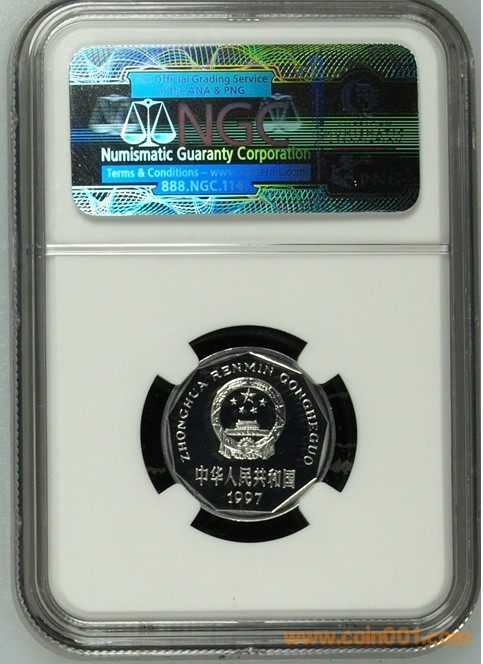 Official Grading Service
of the ANA & PNG
NGC
Numismatic Guaranty Corporation
Terms & Conditions – www.
888.NGC.114
ZHONGHUA RENMIN GONGHEGUO
中华人民共和国
1997
www.coin001.com